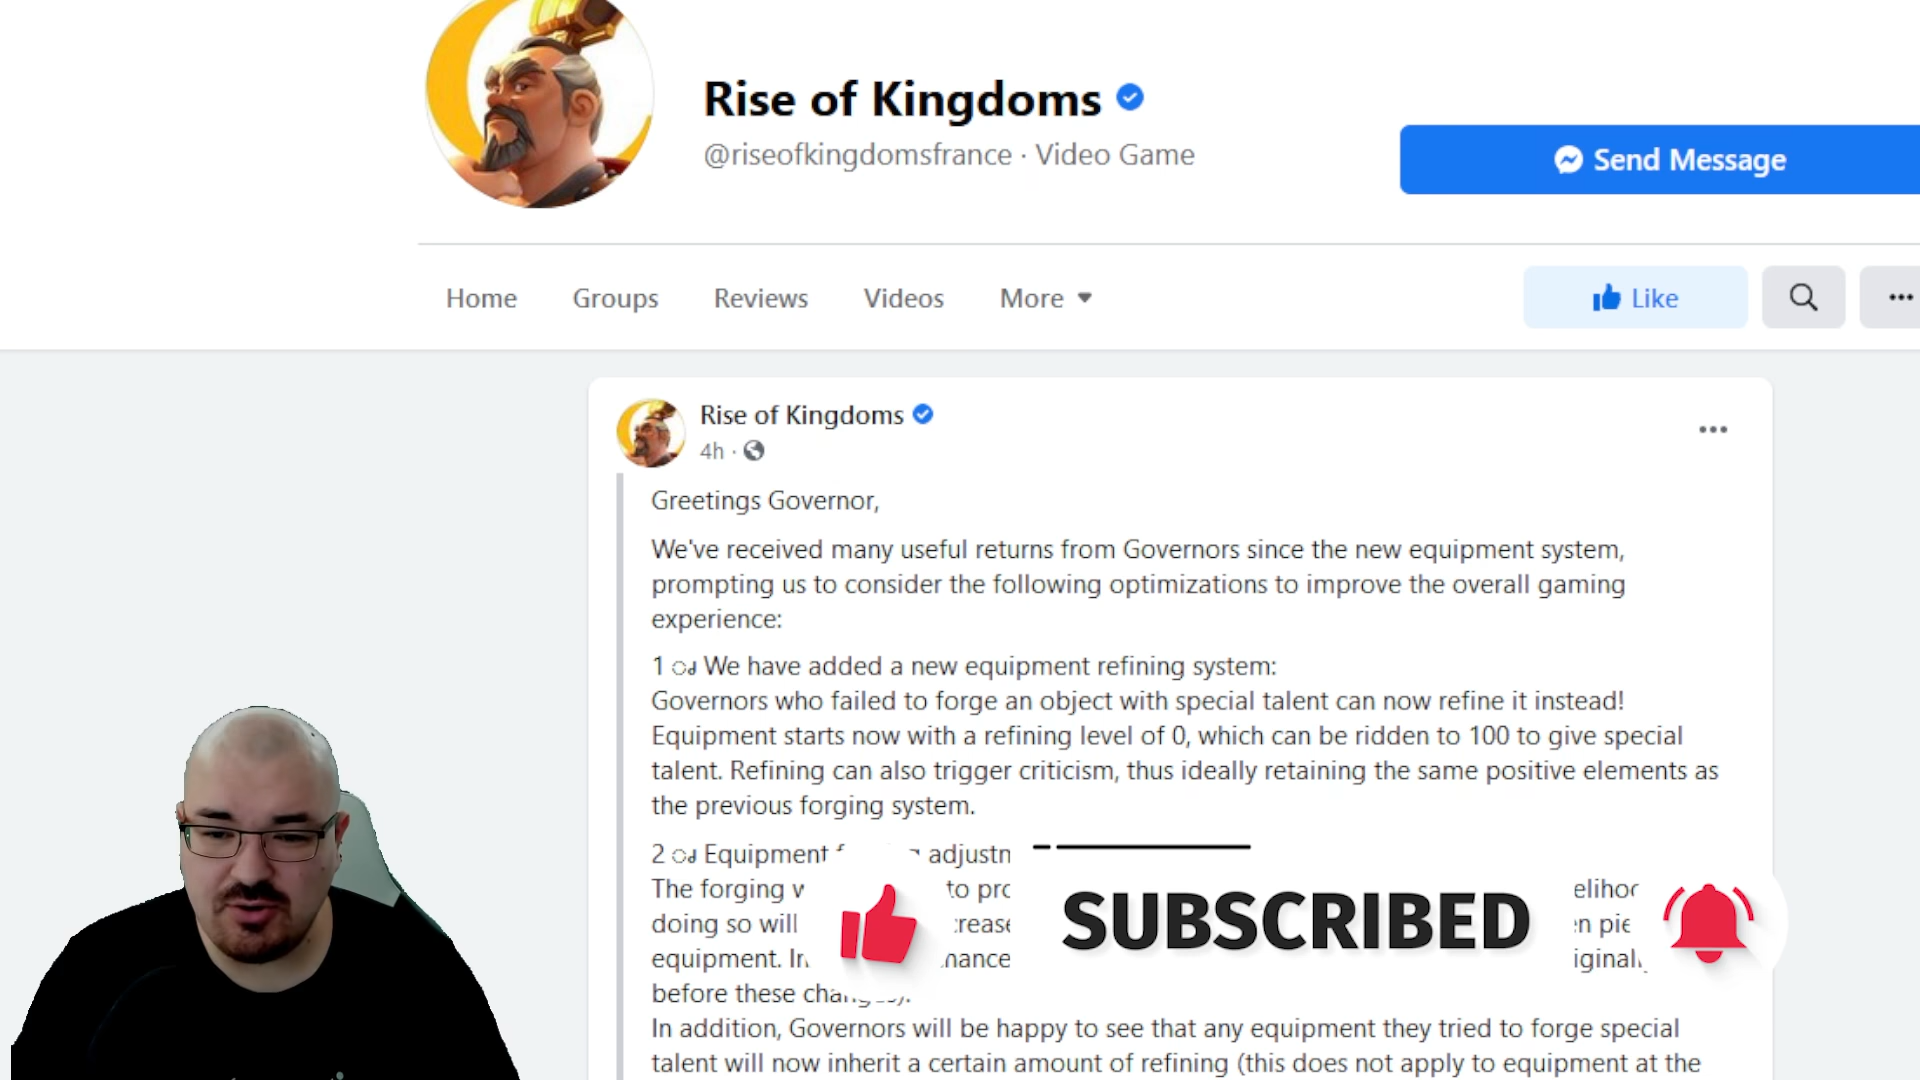 Rise of Kingdoms
@riseofkingdomsfrance · Video Game
Send Message
Home
Groups
Reviews
Videos
More
Like
Rise of Kingdoms
4h ·
Greetings Governor,
We've received many useful returns from Governors since the new equipment system,
prompting us to consider the following optimizations to improve the overall gaming
experience:
1 We have added a new equipment refining system:
Governors who failed to forge an object with special talent can now refine it instead!
Equipment starts now with a refining level of 0, which can be ridden to 100 to give special
talent. Refining can also trigger criticism, thus ideally retaining the same positive elements as
the previous forging system.
2 Equipment
The forging to
doing so will
equipment.
before these
SUBSCRIBED
In addition, Governors will be happy to see that any equipment they tried to forge special
talent will now inherit a certain amount of refining (this does not apply to equipment at the